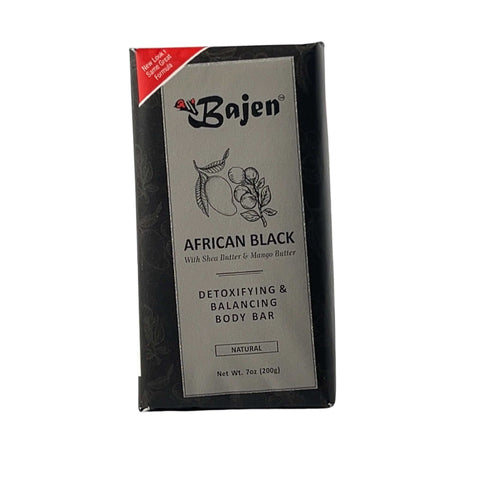 New Look!
Same Great
Formula
Bajen™
AFRICAN BLACK
With Shea Butter & Mango Butter
DETOXIFYING &
BALANCING
BODY BAR
NATURAL
Net Wt. 7oz (200g)